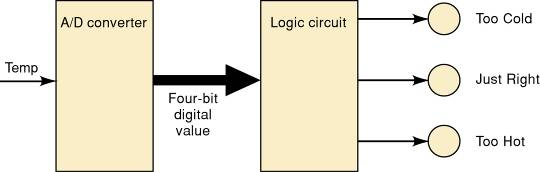 A/D converter
Logic circuit
Too Cold
Temp
Just Right
Four-bit
digital
value
Too Hot